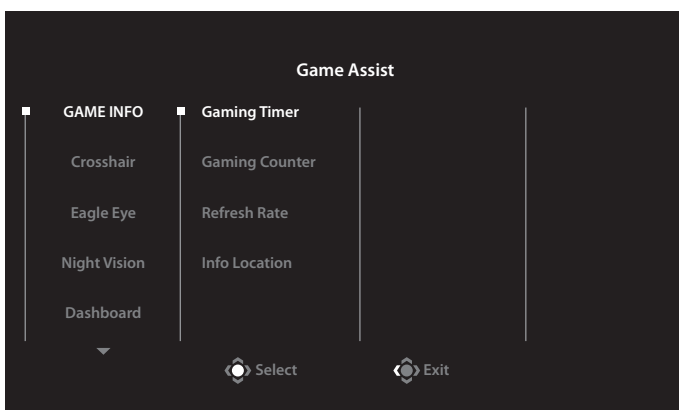 Game Assist
GAME INFO
Gaming Timer
Crosshair
Gaming Counter
Eagle Eye
Refresh Rate
Night Vision
Info Location
Dashboard
Select
Exit